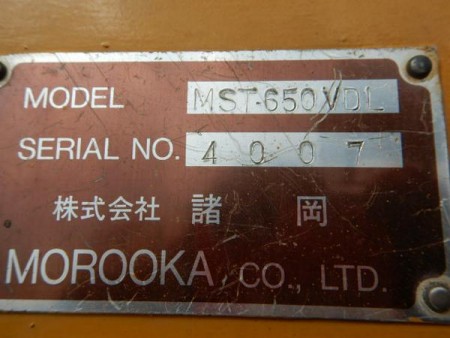 MODEL MST-650VDL
SERIAL NO. 4007
株式会社 諸岡
MOROOKA, CO., LTD.